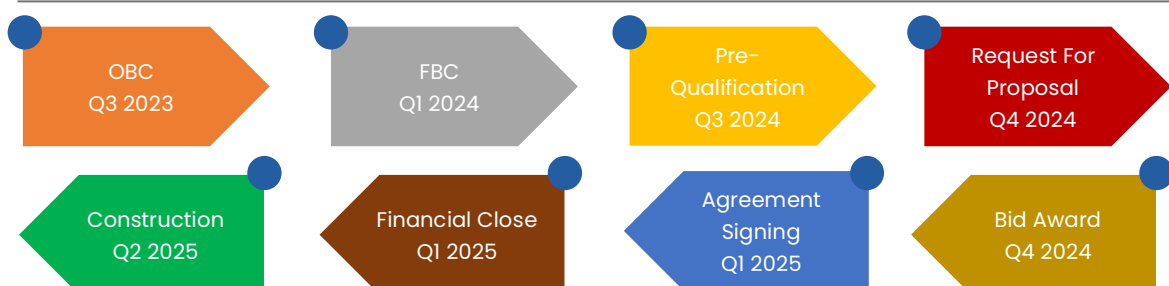 OBC
Q3 2023
FBC
Q1 2024
Pre-
Qualification
Q3 2024
Request For
Proposal
Q4 2024
Construction
Q2 2025
Financial Close
Q1 2025
Agreement
Signing
Q1 2025
Bid Award
Q4 2024